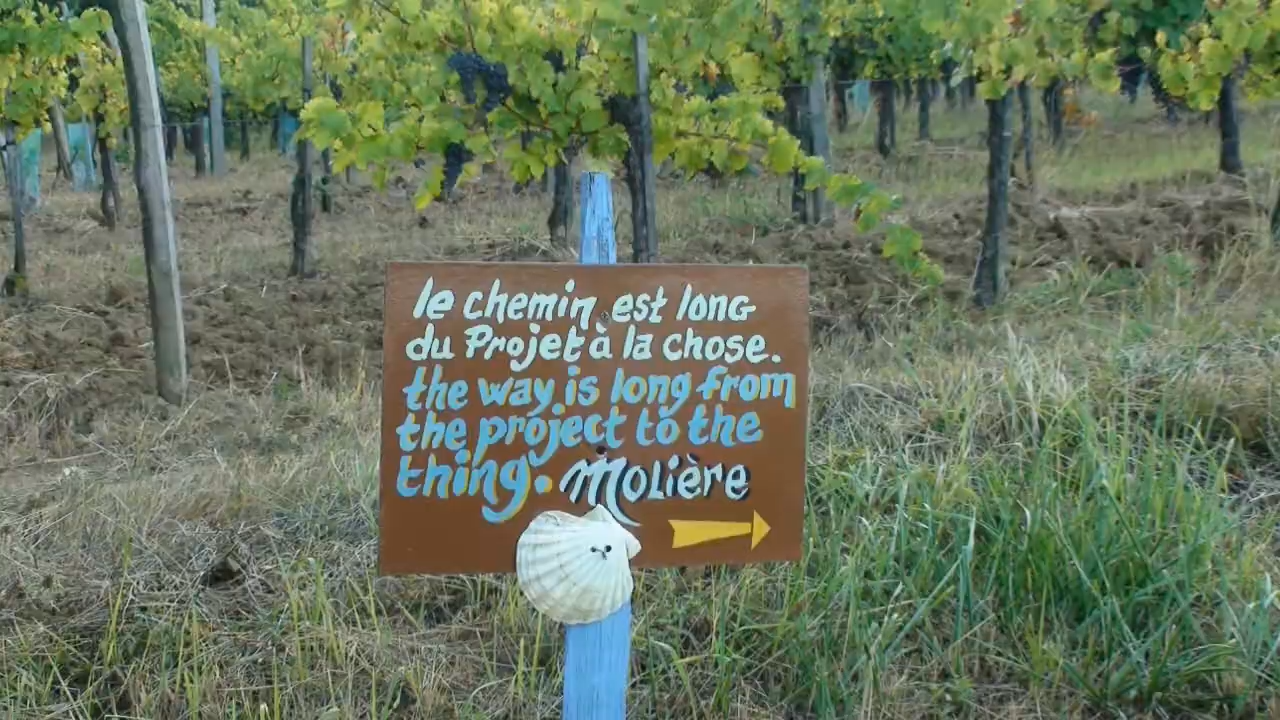 le chemin est long
du Projet à la chose.
the way is long from
the project to the
thing. Molière